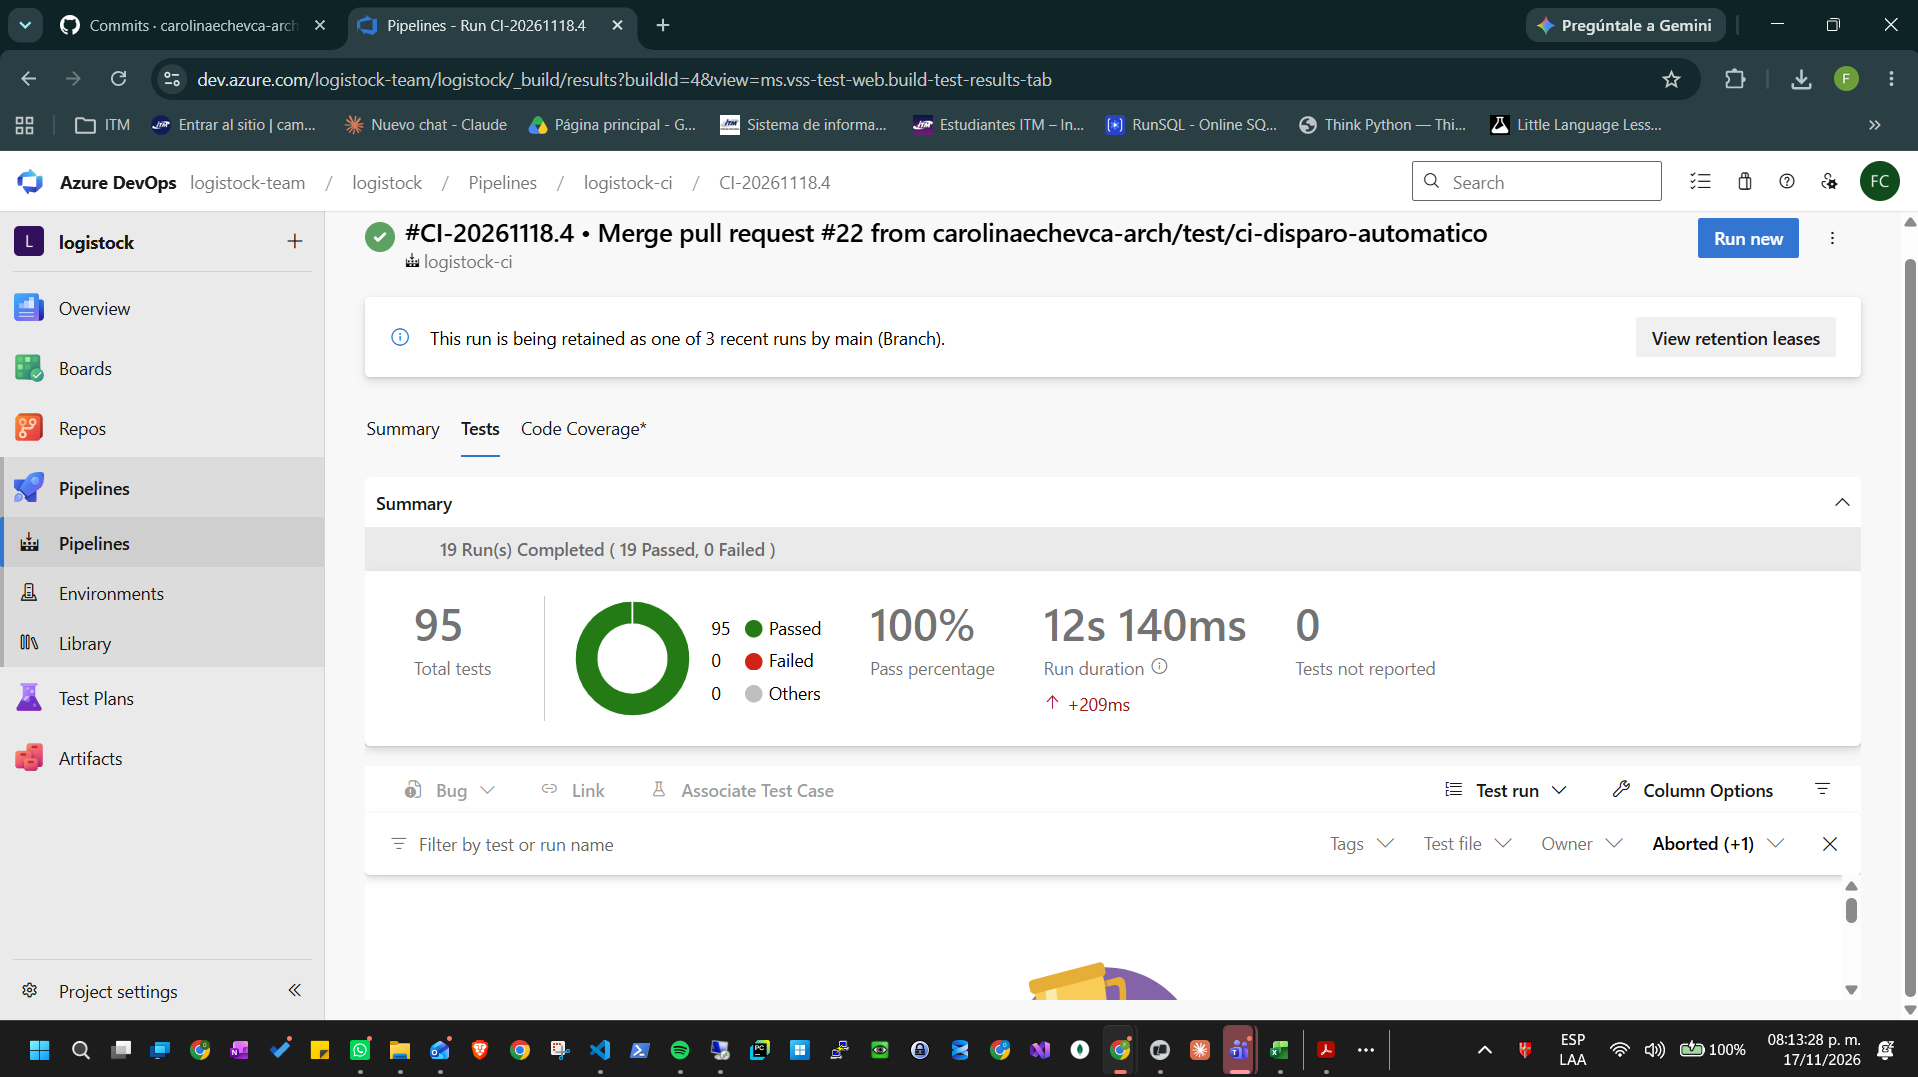 Commits · carolinaechevca-arch
Pipelines - Run CI-20261118.4
Pregúntale a Gemini
dev.azure.com/logistock-team/logistock/_build/results?buildId=4&view=ms.vss-test-web.build-test-results-tab
F
ITM
Entrar al sitio | cam...
Nuevo chat - Claude
Página principal - G...
Sistema de informa...
Estudiantes ITM – In...
RunSQL - Online SQ...
Think Python — Thi...
Little Language Less...
Azure DevOps
logistock-team / logistock / Pipelines / logistock-ci / CI-20261118.4
Search
FC
L
logistock
Overview
Boards
Repos
Pipelines
Pipelines
Environments
Library
Test Plans
Artifacts
Project settings
#CI-20261118.4 • Merge pull request #22 from carolinaechevca-arch/test/ci-disparo-automatico
logistock-ci
Run new
This run is being retained as one of 3 recent runs by main (Branch).
View retention leases
Summary
Tests
Code Coverage*
Summary
19 Run(s) Completed ( 19 Passed, 0 Failed )
95
Total tests
95 Passed
0 Failed
0 Others
100%
Pass percentage
12s 140ms
Run duration
+209ms
0
Tests not reported
Bug
Link
Associate Test Case
Test run
Column Options
Filter by test or run name
Tags
Test file
Owner
Aborted (+1)
ESP
LAA
100%
08:13:28 p. m.
17/11/2026